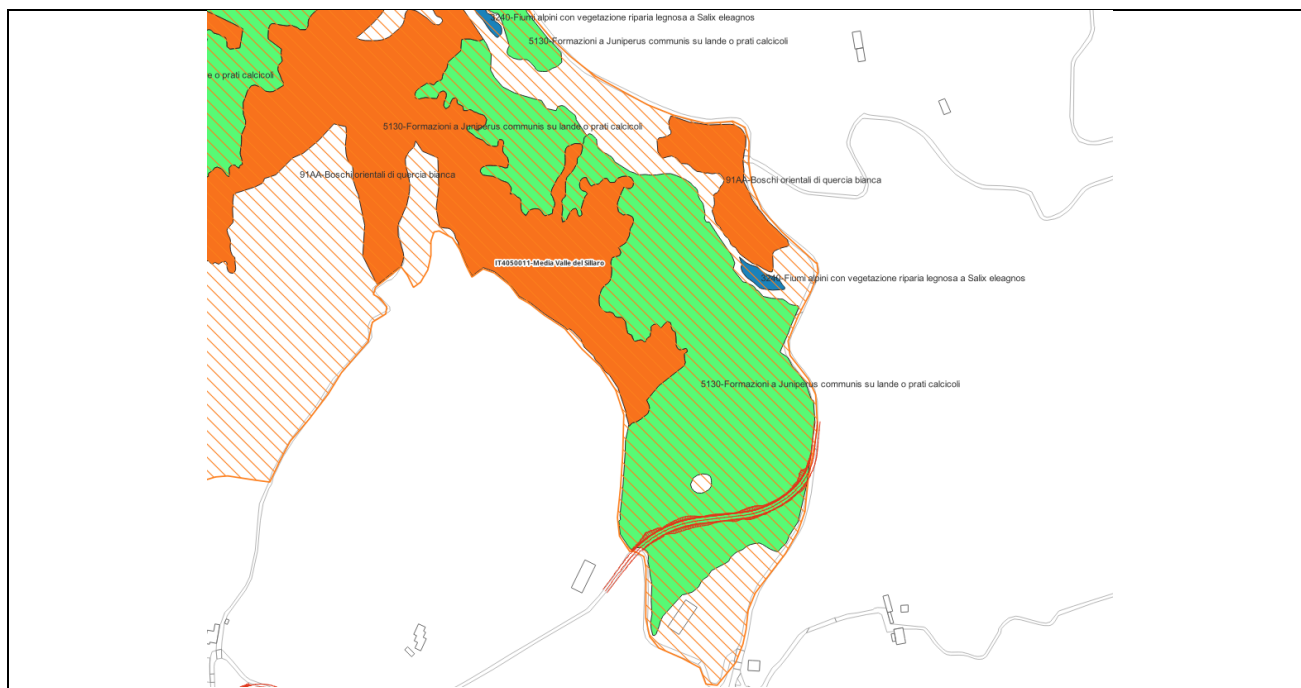 3240-Fiumi alpini con vegetazione riparia legnosa a Salix eleagnos
5130-Formazioni a Juniperus communis su lande o prati calcicoli
e o prati calcicoli
5130-Formazioni a Juniperus communis su lande o prati calcicoli
91AA-Boschi orientali di quercia bianca
91AA-Boschi orientali di quercia bianca
IT4050011-Media Valle del Sillaro
3240-Fiumi alpini con vegetazione riparia legnosa a Salix eleagnos
5130-Formazioni a Juniperus communis su lande o prati calcicoli